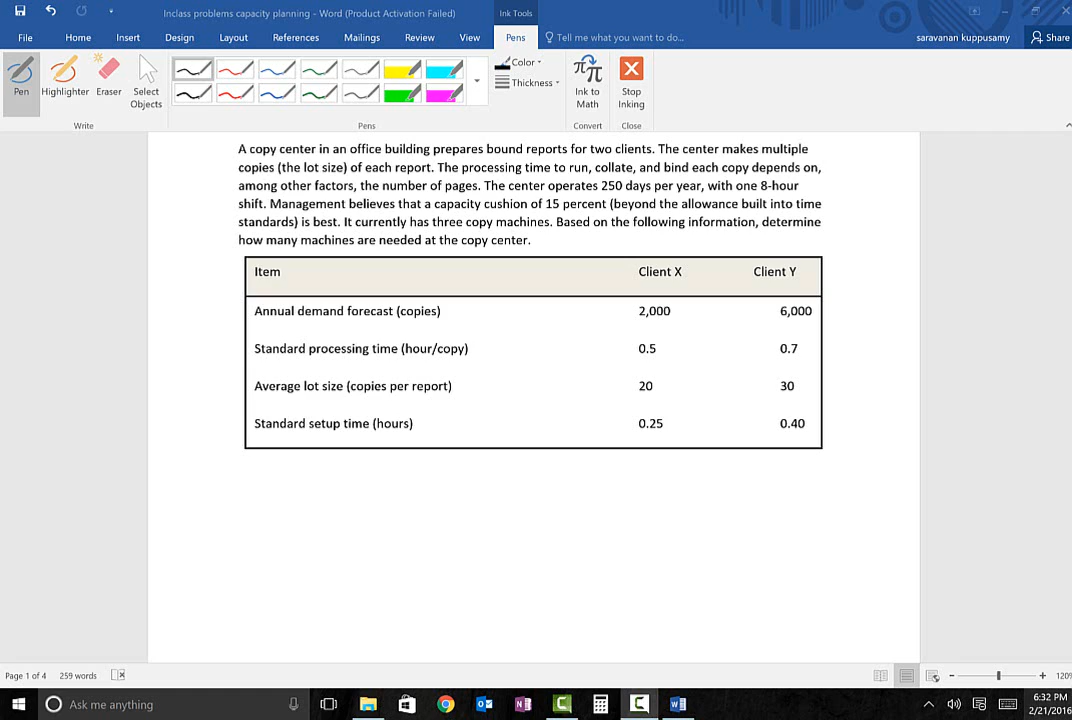 Inclass problems capacity planning - Word (Product Activation Failed)
Ink Tools
File Home Insert Design Layout References Mailings Review View Pens Tell me what you want to do... saravanan kuppusamy Share
Pen Highlighter Eraser Select Objects
Color
Thickness
Ink to Math
Stop Inking
Write Pens Convert Close
A copy center in an office building prepares bound reports for two clients. The center makes multiple
copies (the lot size) of each report. The processing time to run, collate, and bind each copy depends on,
among other factors, the number of pages. The center operates 250 days per year, with one 8-hour
shift. Management believes that a capacity cushion of 15 percent (beyond the allowance built into time
standards) is best. It currently has three copy machines. Based on the following information, determine
how many machines are needed at the copy center.
Item Client X Client Y
Annual demand forecast (copies) 2,000 6,000
Standard processing time (hour/copy) 0.5 0.7
Average lot size (copies per report) 20 30
Standard setup time (hours) 0.25 0.40
Page 1 of 4 259 words 120%
Ask me anything
6:32 PM
2/21/2016